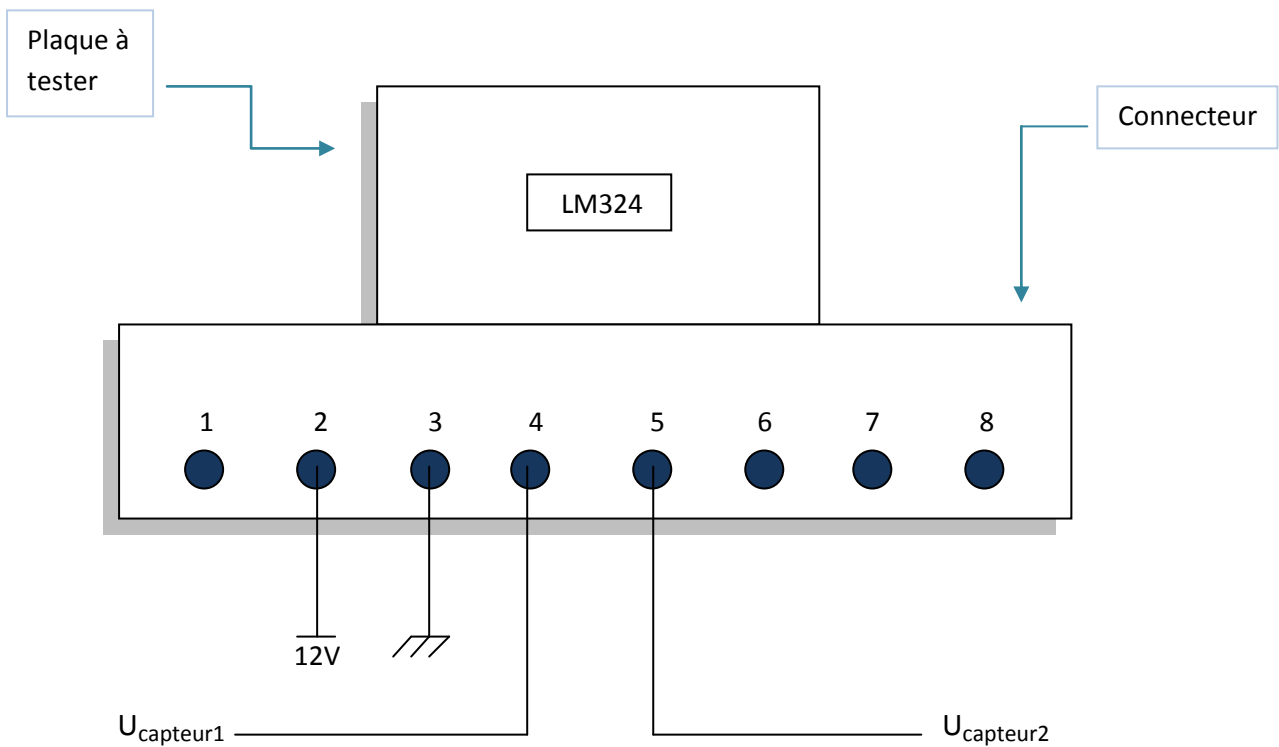 Plaque à
tester
Connecteur
LM324
1 2 3 4 5 6 7 8
12V
Ucapteur1
Ucapteur2